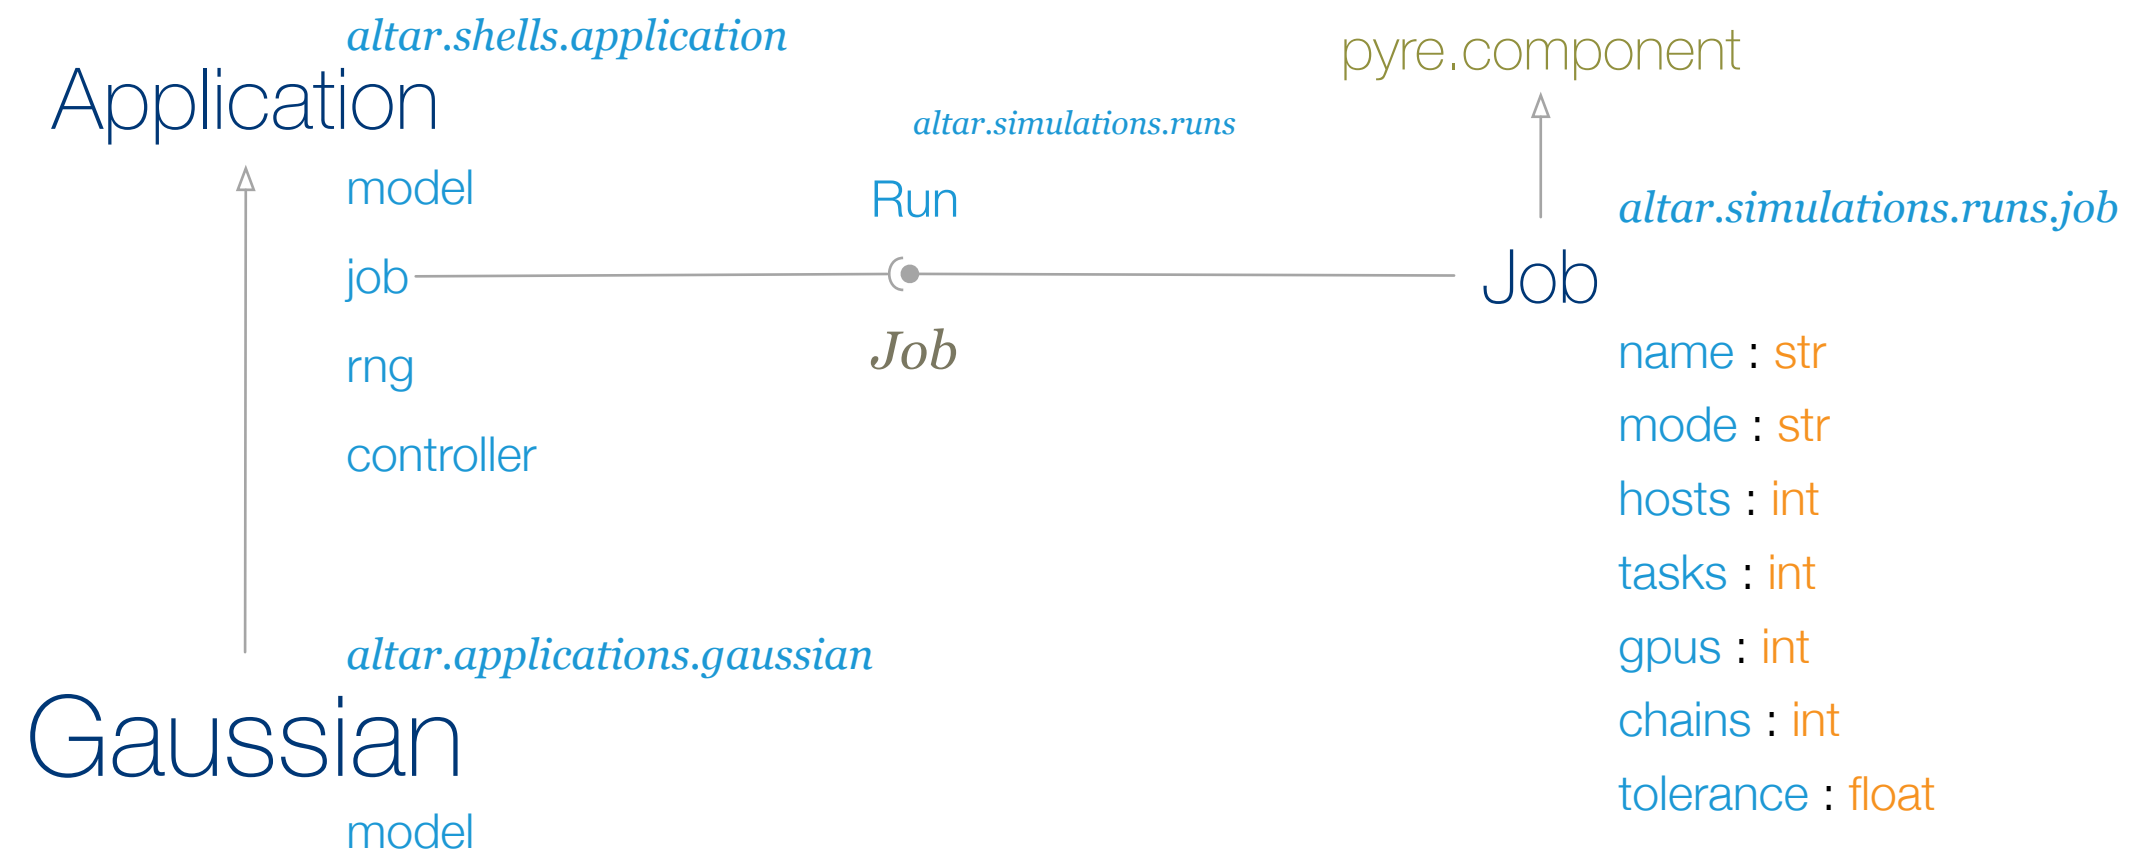 altar.shells.application
Application
model
job
rng
controller
altar.applications.gaussian
Gaussian
model
altar.simulations.runs
Run
Job
pyre.component
altar.simulations.runs.job
Job
name : str
mode : str
hosts : int
tasks : int
gpus : int
chains : int
tolerance : float